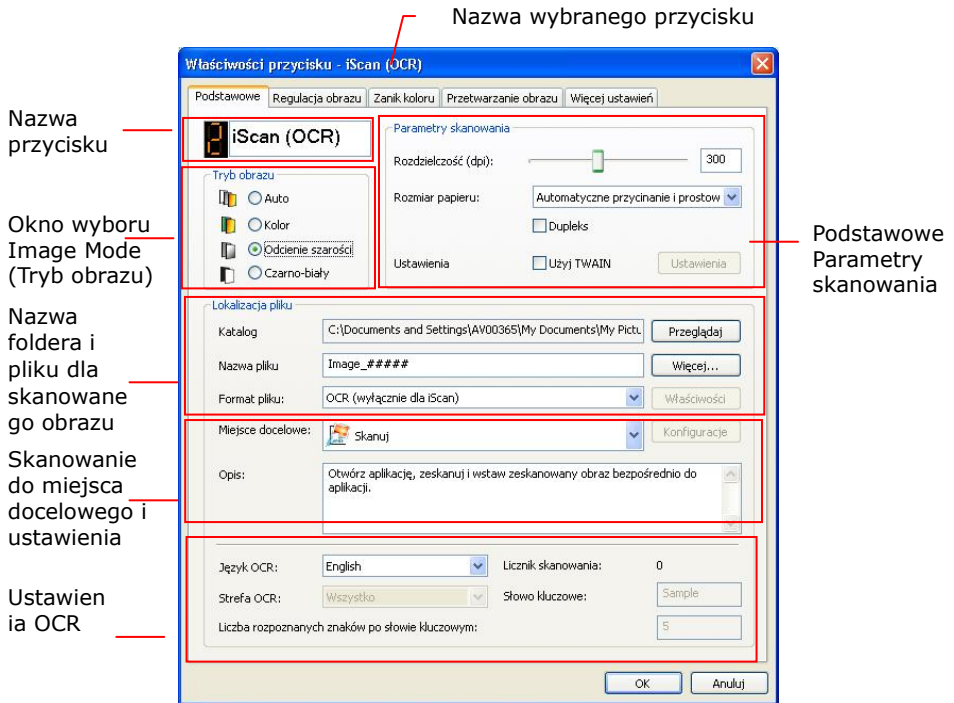 Nazwa wybranego przycisku
Właściwości przycisku - iScan (OCR)
Podstawowe Regulacja obrazu Zanik koloru Przetwarzanie obrazu Więcej ustawień
Nazwa
przycisku
2 iScan (OCR)
Tryb obrazu
Auto
Kolor
Odcienie szarości
Czarno-biały
Okno wyboru
Image Mode
(Tryb obrazu)
Parametry skanowania
Rozdzielczość (dpi): 300
Rozmiar papieru: Automatyczne przycinanie i prostow
Dupleks
Ustawienia Użyj TWAIN Ustawienia
Podstawowe
Parametry
skanowania
Nazwa
foldera i
pliku dla
skanowane
go obrazu
Lokalizacja pliku
Katalog C:\Documents and Settings\AV00365\My Documents\My Pictu Przeglądaj
Nazwa pliku Image_##### Więcej...
Format pliku: OCR (wyłącznie dla iScan) Właściwości
Skanowanie
do miejsca
docelowego i
ustawienia
Miejsce docelowe: Skanuj Konfiguracje
Opis: Otwórz aplikację, zeskanuj i wstaw zeskanowany obraz bezpośrednio do
aplikacji.
Ustawien
ia OCR
Język OCR: English Licznik skanowania: 0
Strefa OCR: Wszystko Słowo kluczowe: Sample
Liczba rozpoznanych znaków po słowie kluczowym: 5
OK Anuluj